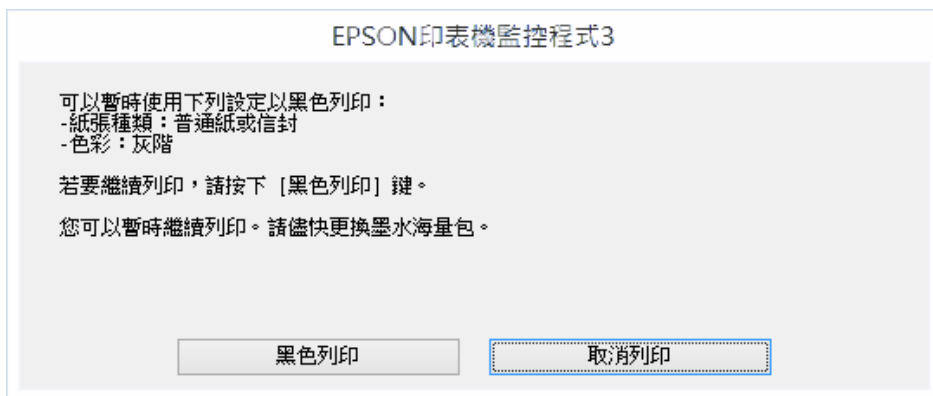 EPSON印表機監控程式3
可以暫時使用下列設定以黑色列印：
-紙張種類：普通紙或信封
-色彩：灰階
若要繼續列印，請按下 [黑色列印] 鍵。
您可以暫時繼續列印。請儘快更換墨水海量包。
黑色列印 取消列印